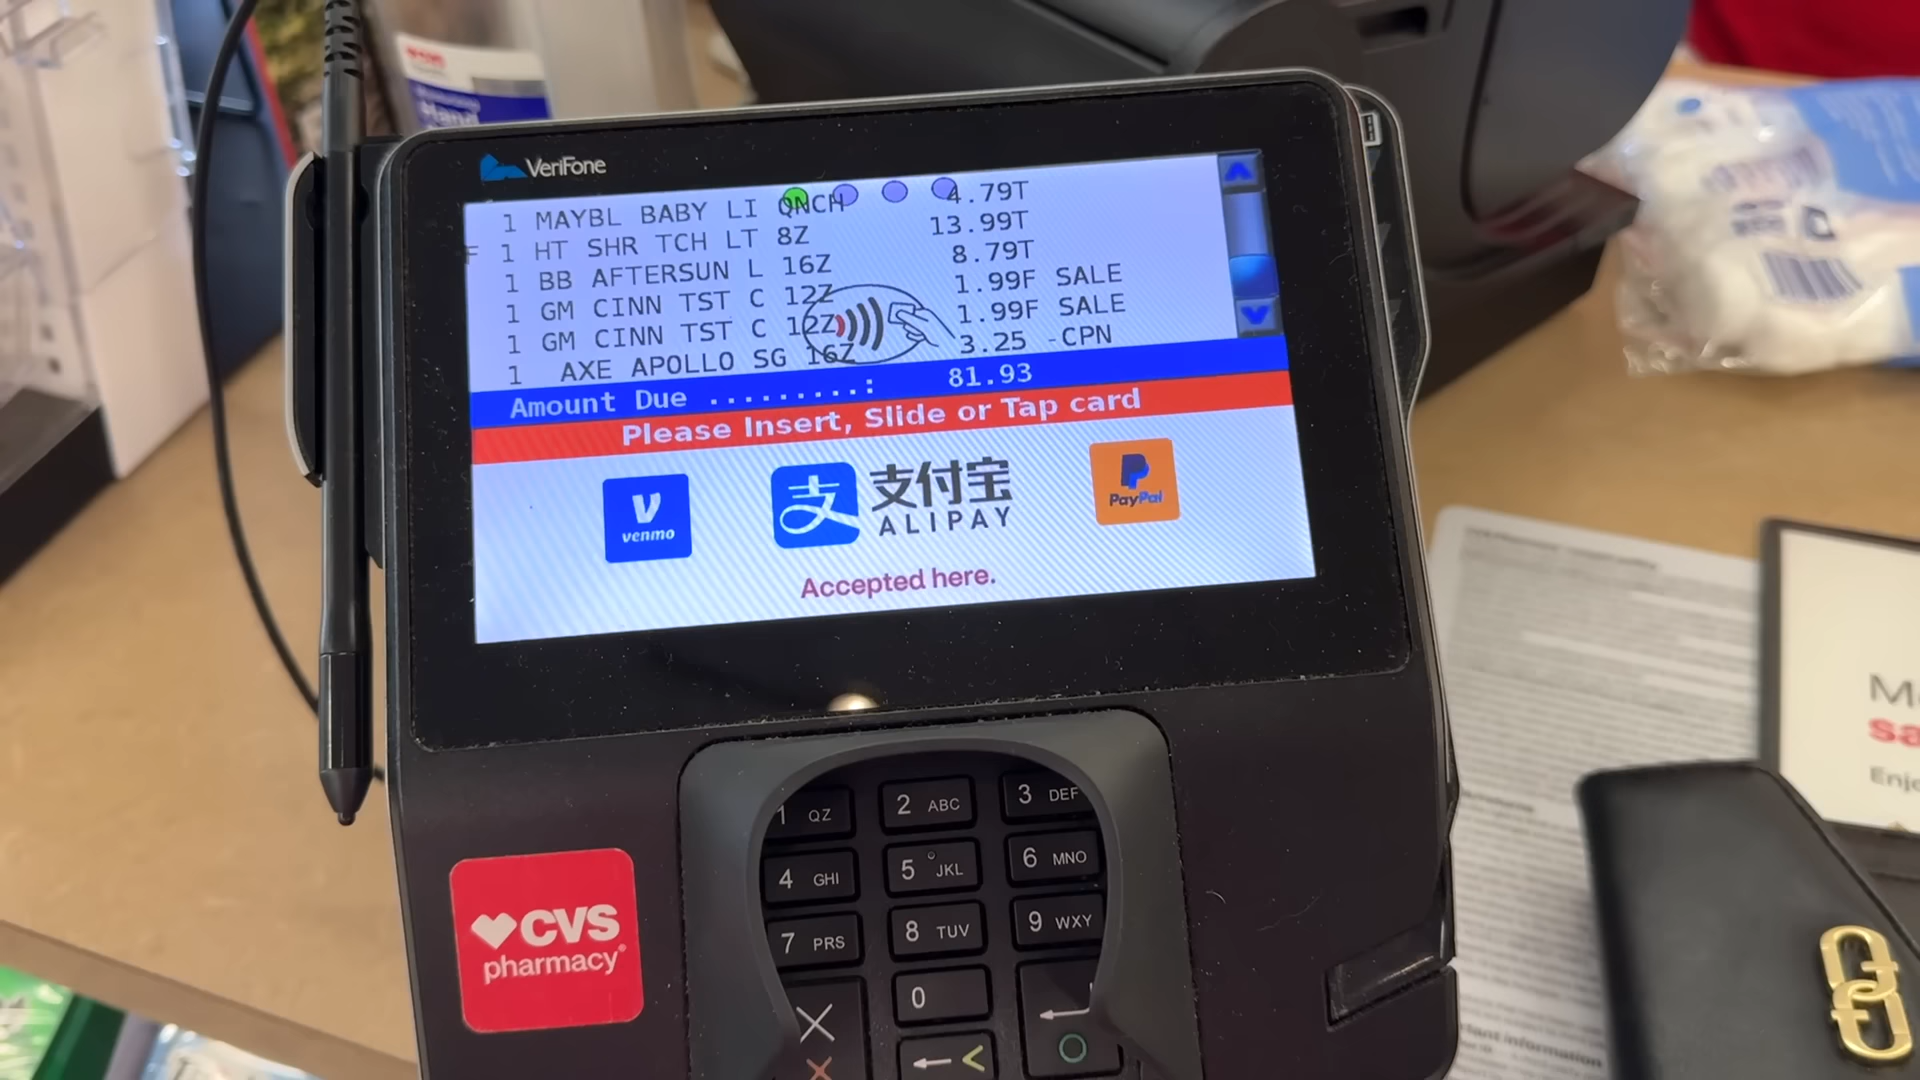 VeriFone
1 MAYBL BABY LI QNCH 4.79T
F 1 HT SHR TCH LT 8Z 13.99T
1 BB AFTERSUN L 16Z 8.79T
1 GM CINN TST C 12Z 1.99F SALE
1 GM CINN TST C 12Z 1.99F SALE
1 AXE APOLLO SG 16Z 3.25 -CPN
Amount Due .........: 81.93
Please Insert, Slide or Tap card
venmo
支 支付宝
ALIPAY
PayPal
Accepted here.
1 QZ 2 ABC 3 DEF
4 GHI 5 JKL 6 MNO
7 PRS 8 TUV 9 WXY
0
CVS
pharmacy®
Hand